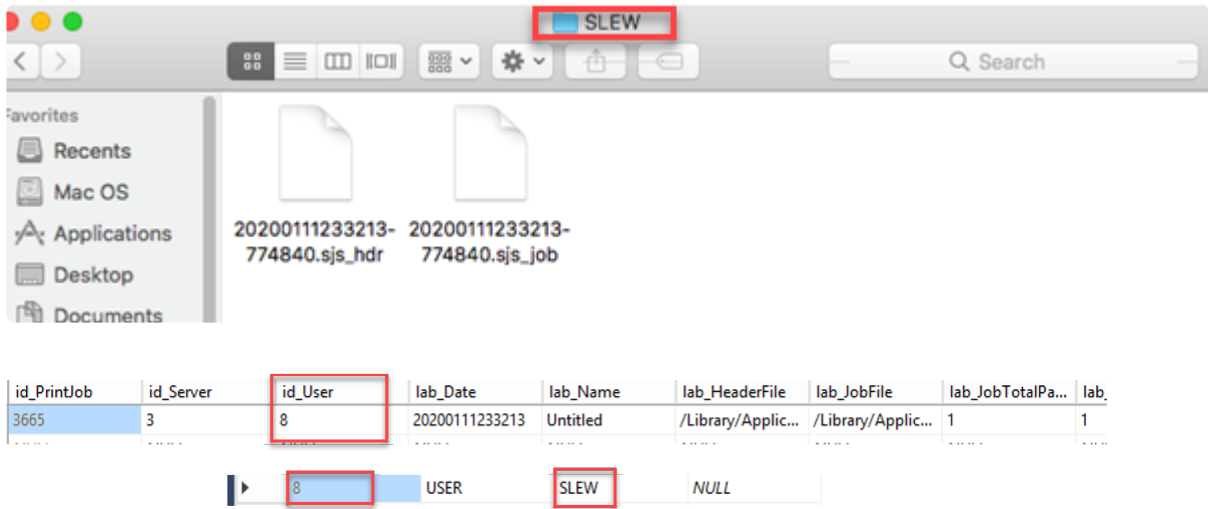 SLEW
Search
Favorites
Recents
Mac OS
Applications
Desktop
Documents
20200111233213-
774840.sjs_hdr
20200111233213-
774840.sjs_job
id_PrintJob id_Server id_User lab_Date lab_Name lab_HeaderFile lab_JobFile lab_JobTotalPa... lab_
3665 3 8 20200111233213 Untitled /Library/Applic... /Library/Applic... 1 1
8 USER SLEW NULL